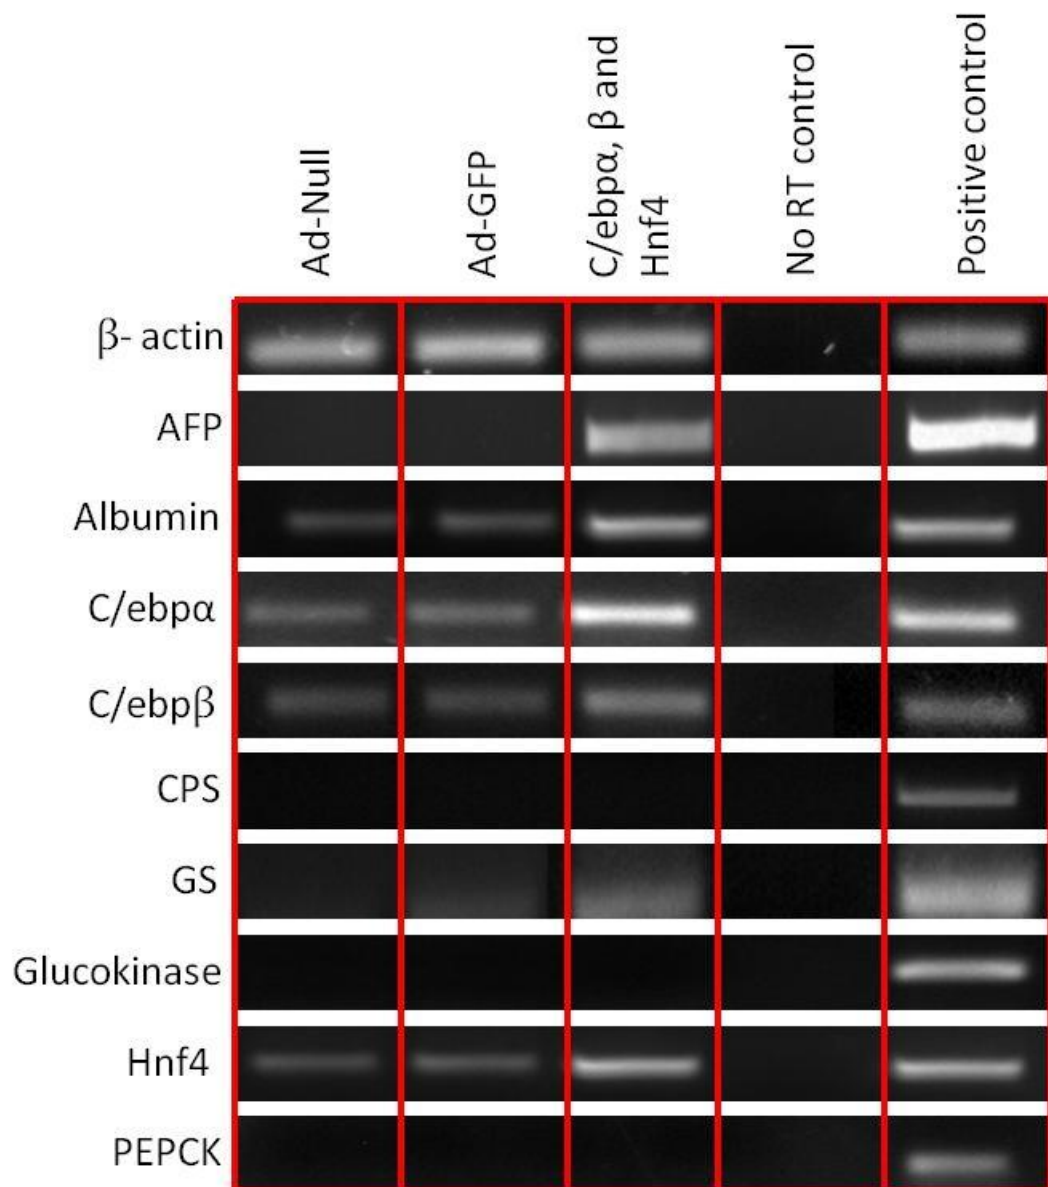 Ad-Null
Ad-GFP
C/ebpα, β and
Hnf4
No RT control
Positive control
β- actin
AFP
Albumin
C/ebpα
C/ebpβ
CPS
GS
Glucokinase
Hnf4
PEPCK